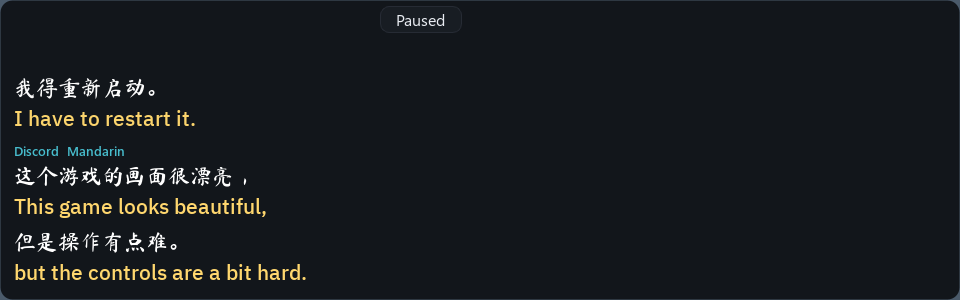 Paused
我得重新启动。
I have to restart it.
Discord Mandarin
这个游戏的画面很漂亮，
This game looks beautiful,
但是操作有点难。
but the controls are a bit hard.